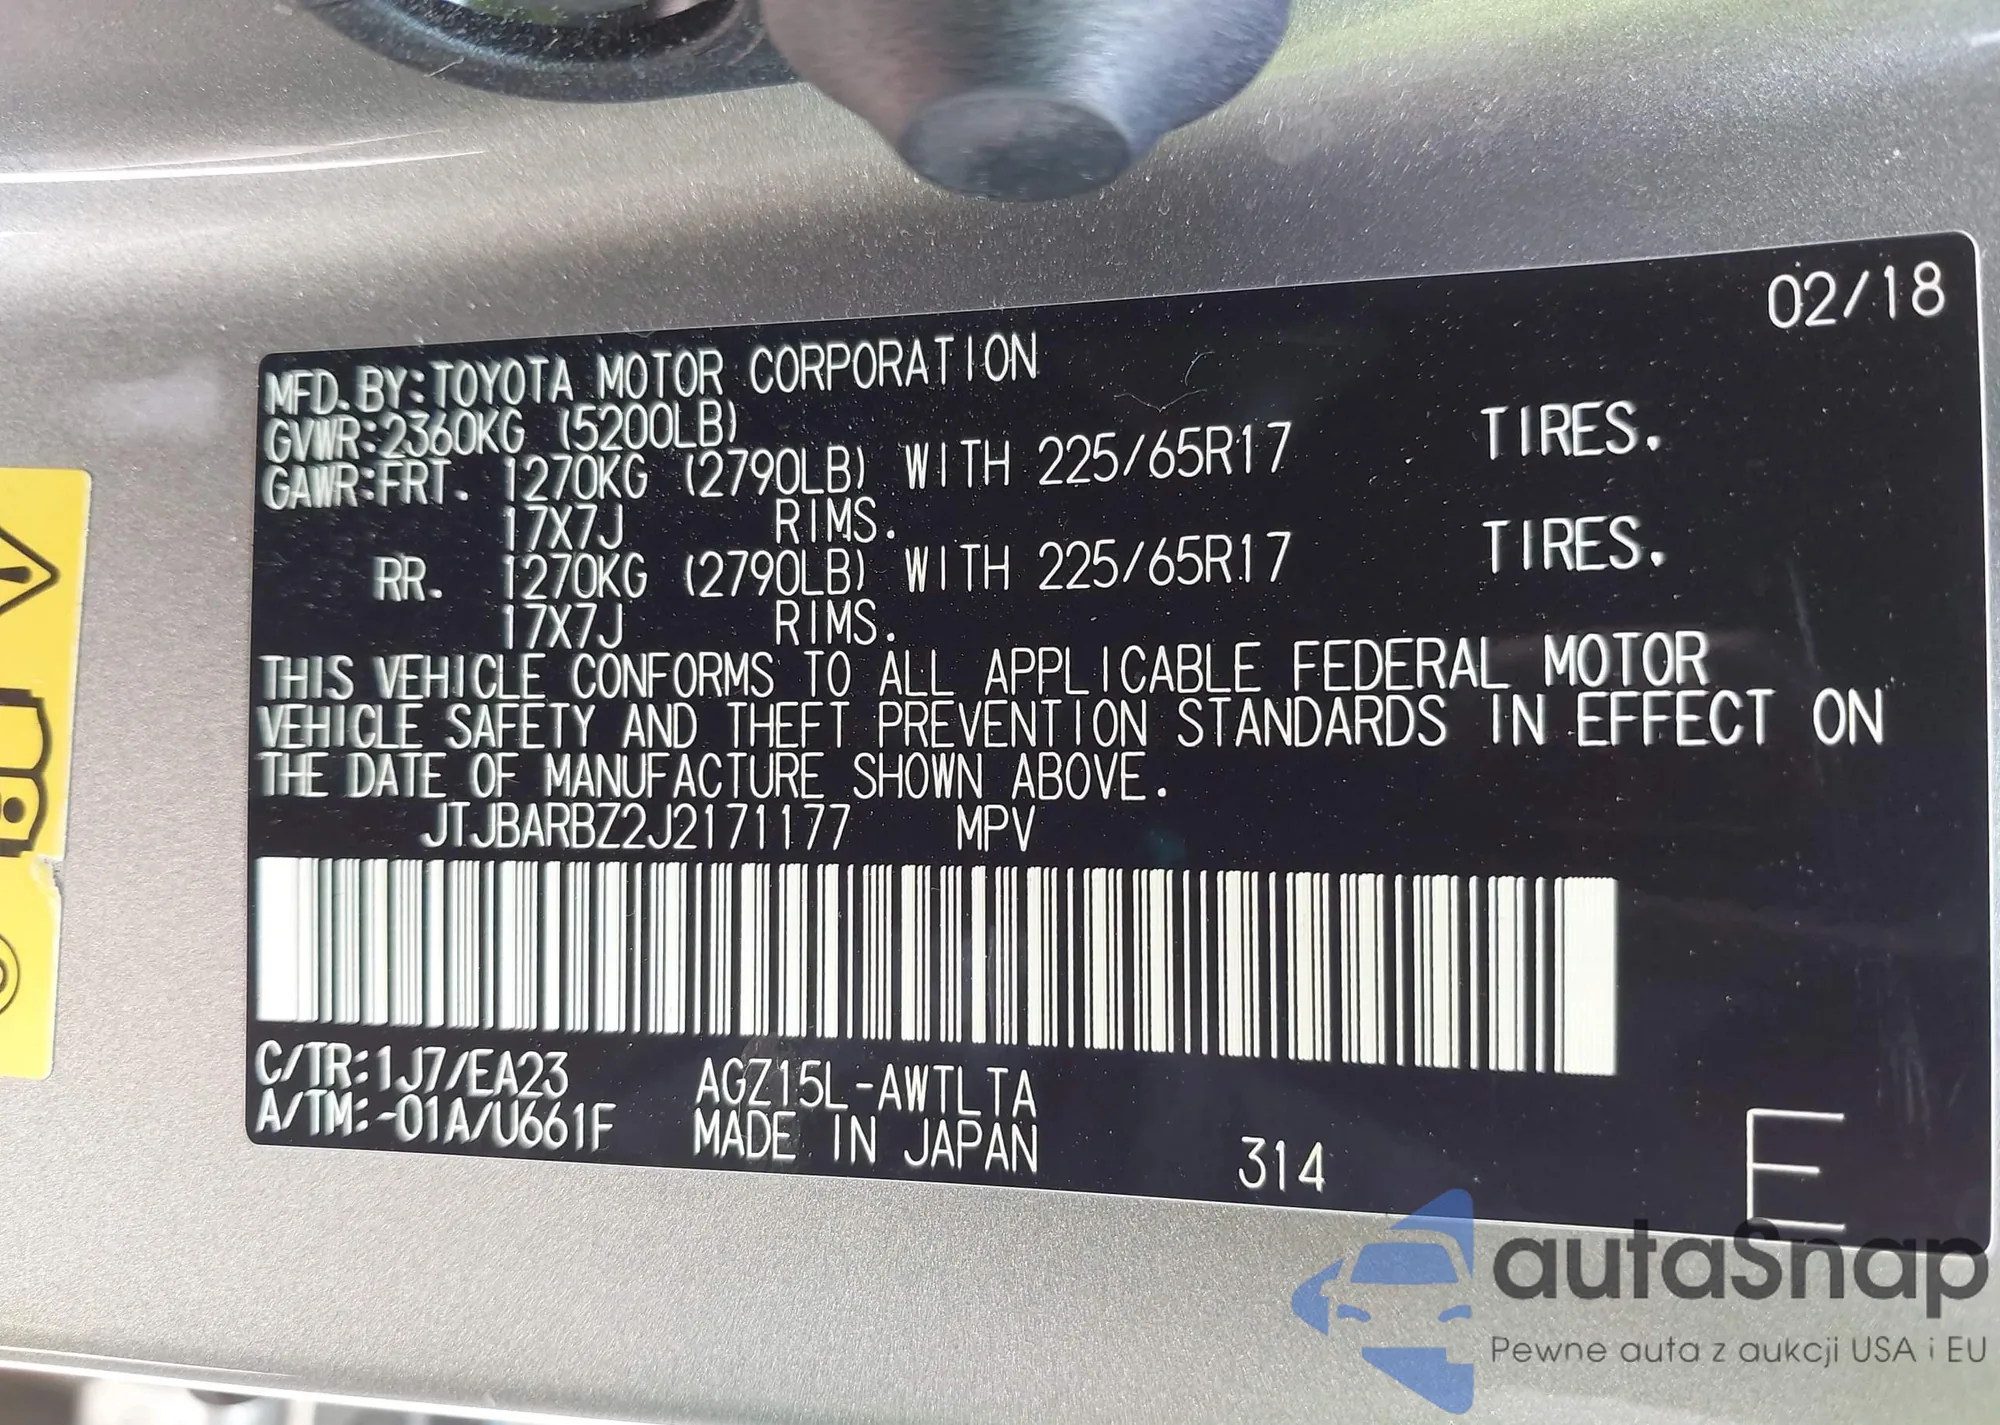 02/18
MFD.BY:TOYOTA MOTOR CORPORATION
GVWR:2360KG (5200LB)
GAWR:FRT. 1270KG (2790LB) WITH 225/65R17 TIRES.
17X7J RIMS.
RR. 1270KG (2790LB) WITH 225/65R17 TIRES.
17X7J RIMS.
THIS VEHICLE CONFORMS TO ALL APPLICABLE FEDERAL MOTOR
VEHICLE SAFETY AND THEFT PREVENTION STANDARDS IN EFFECT ON
THE DATE OF MANUFACTURE SHOWN ABOVE.
JTJBARBZ2J2171177 MPV
C/TR:1J7/EA23 AGZ15L-AWTLTA
A/TM:-01A/U661F MADE IN JAPAN 314 E
autaSnap
Pewne auta z aukcji USA i EU